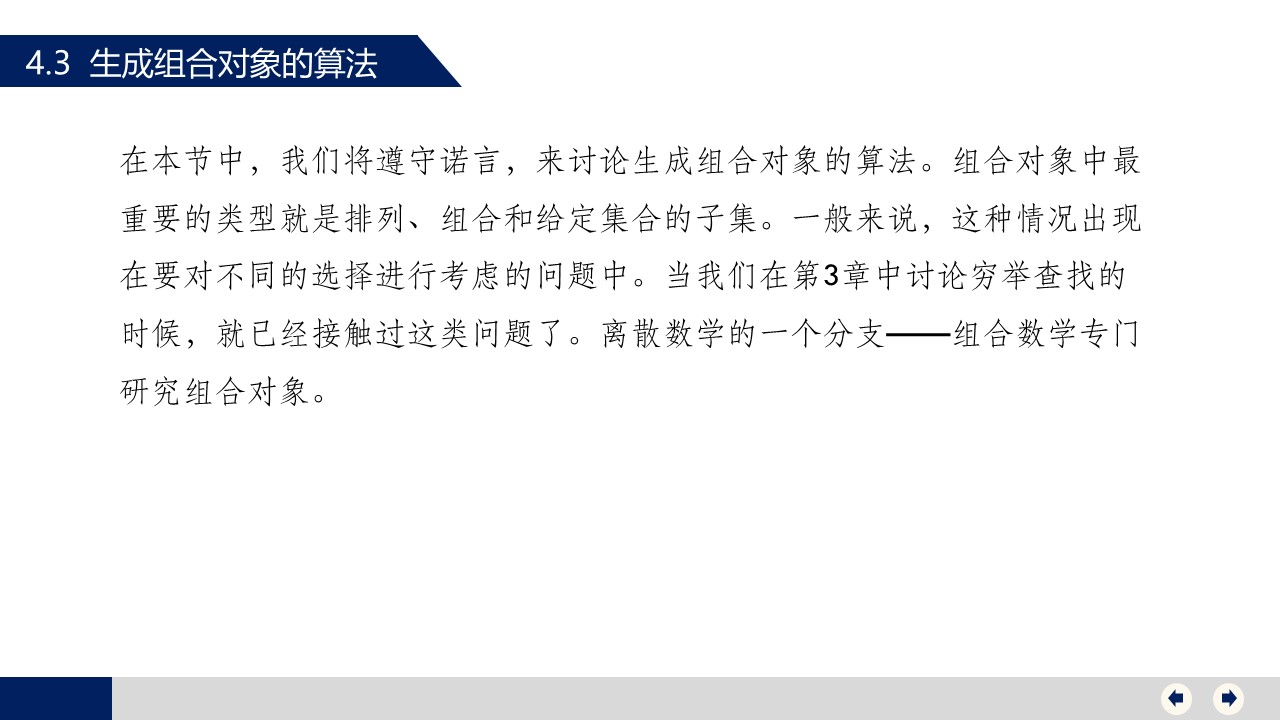 4.3 生成组合对象的算法
在本节中，我们将遵守诺言，来讨论生成组合对象的算法。组合对象中最
重要的类型就是排列、组合和给定集合的子集。一般来说，这种情况出现
在要对不同的选择进行考虑的问题中。当我们在第3章中讨论穷举查找的
时候，就已经接触过这类问题了。离散数学的一个分支——组合数学专门
研究组合对象。